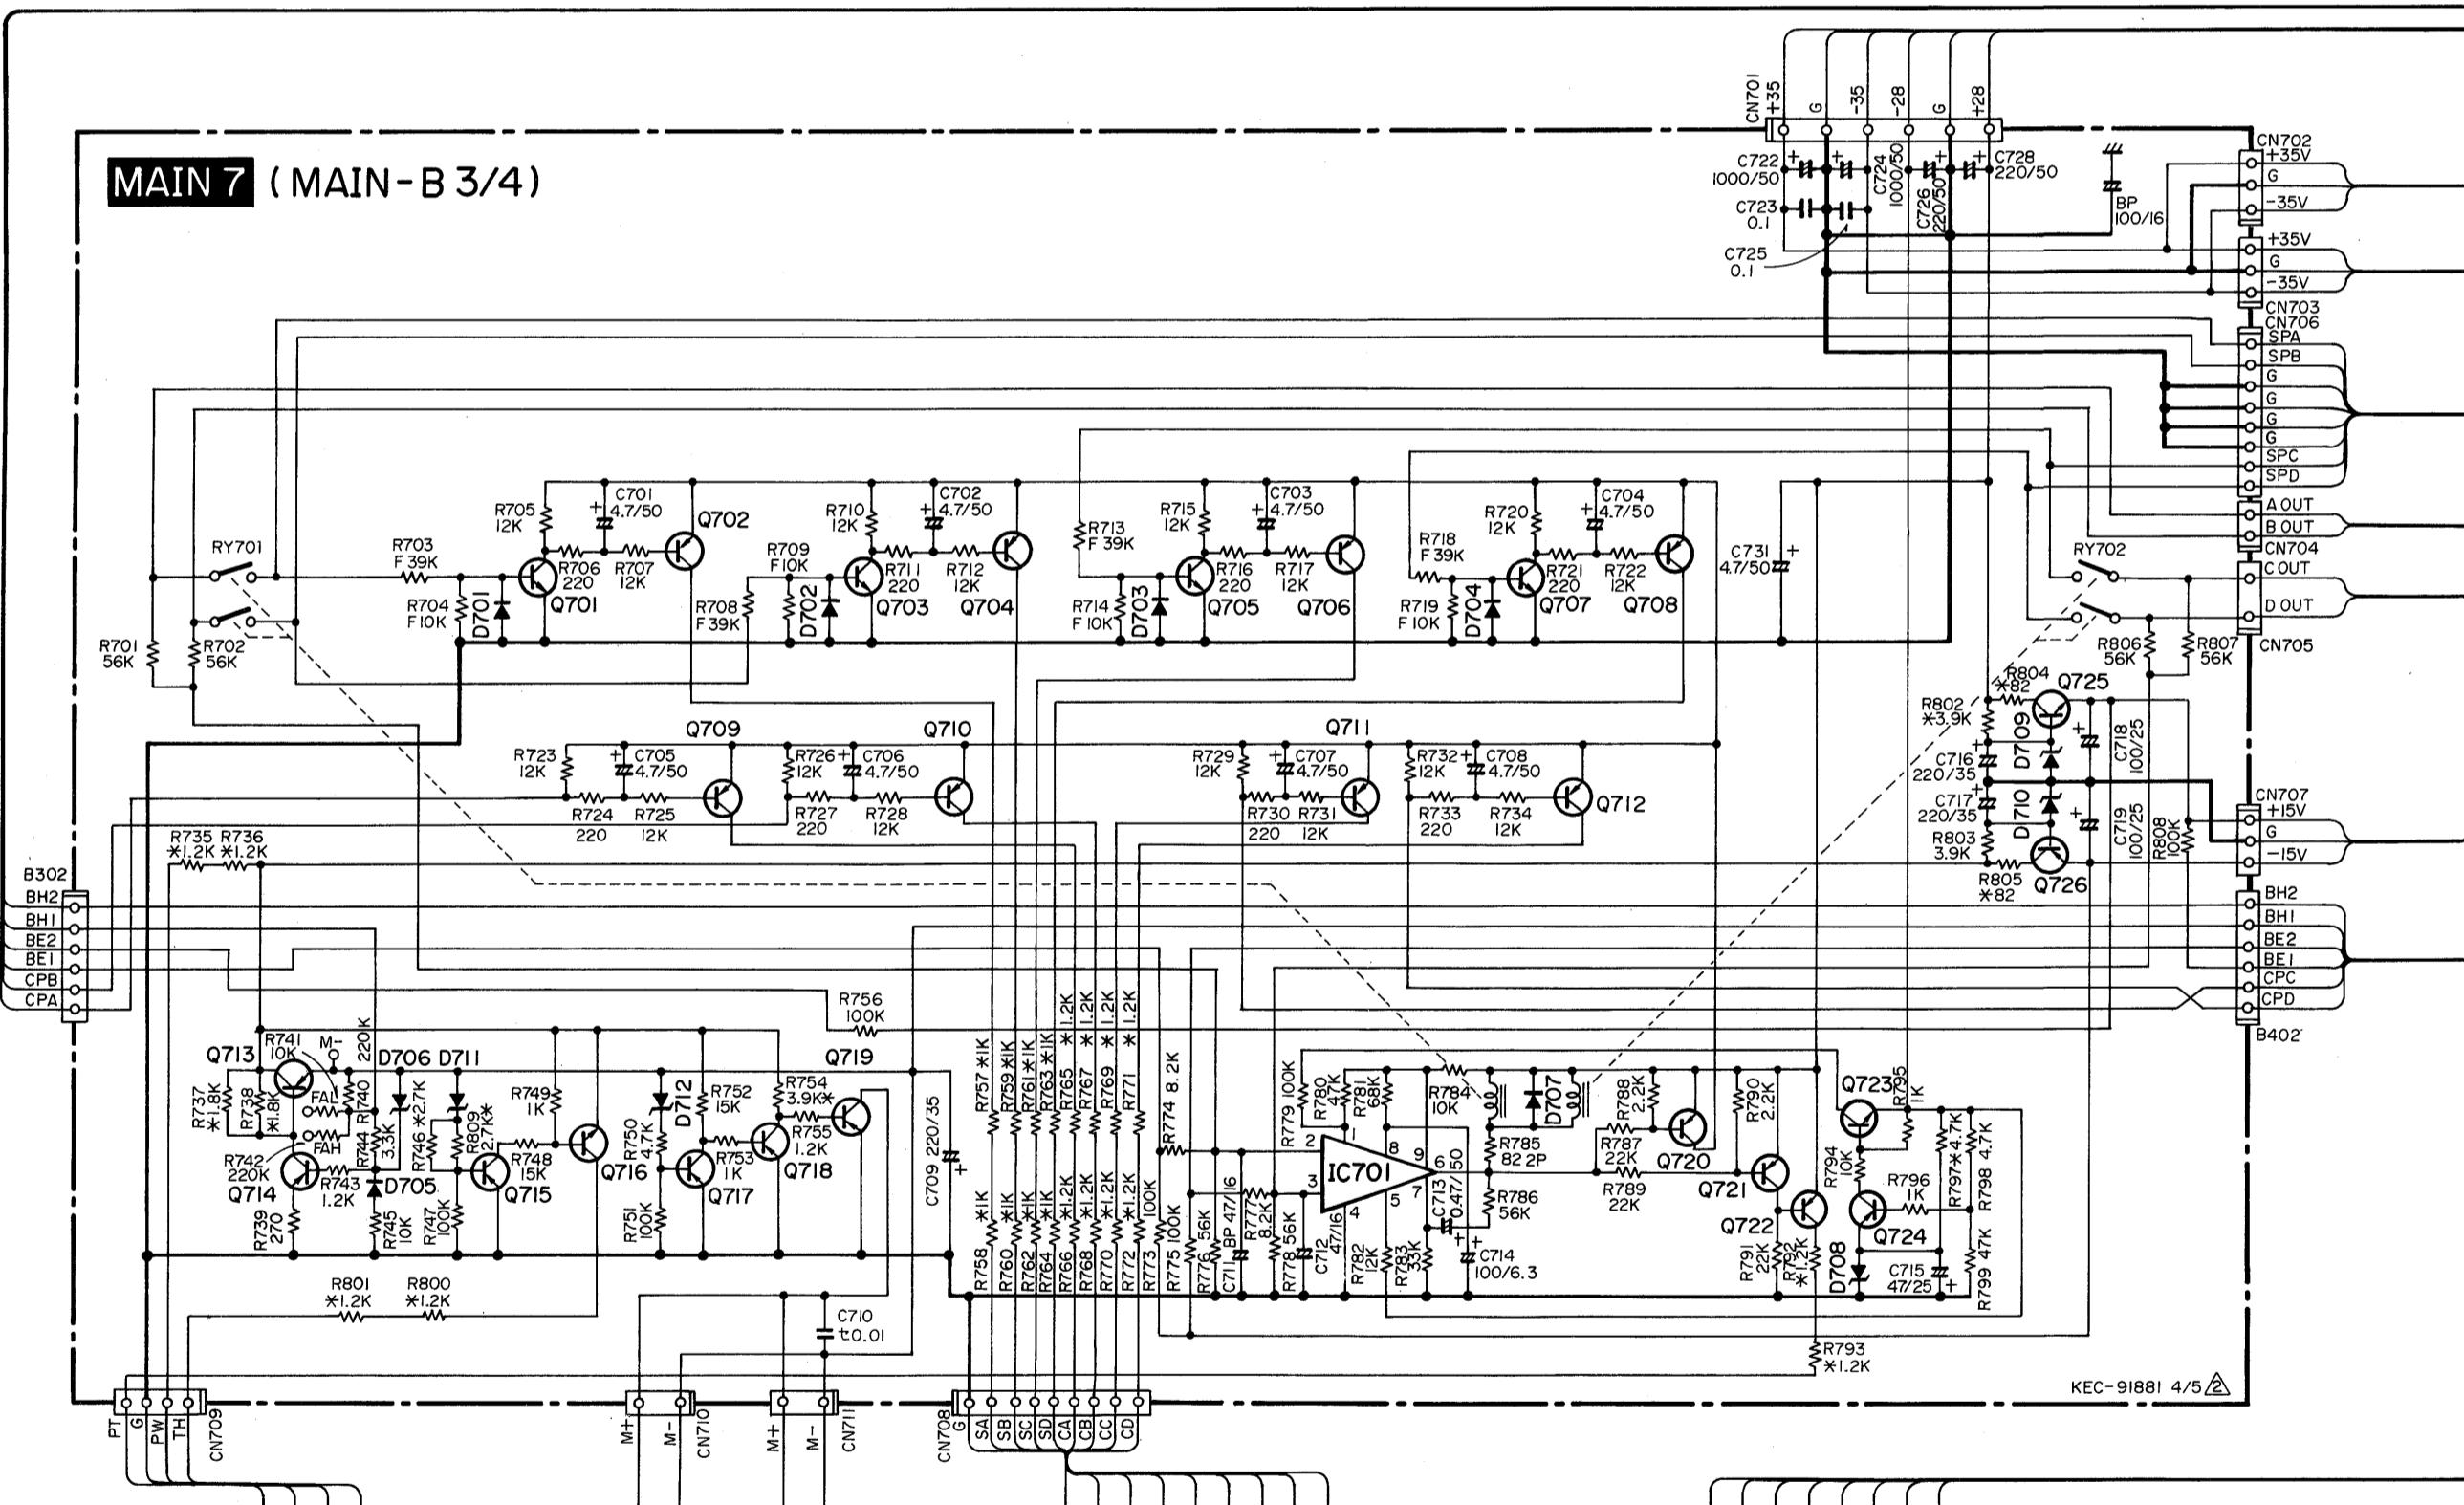 MAIN 7 (MAIN-B 3/4)
CN701
+35
G
-35
-28
G
+28
C722
1000/50
C723
0.1
C724
1000/50
C725
0.1
C726
220/50
C728
220/50
BP
100/16
CN702
+35V
G
-35V
+35V
G
-35V
CN703
CN706
SPA
SPB
G
G
G
G
SPC
SPD
A OUT
B OUT
CN704
C OUT
D OUT
CN705
RY701
R701
56K
R702
56K
R703
F 39K
R704
F10K
D701
R705
12K
C701
4.7/50
R706
220
R707
12K
Q701
Q702
R708
F 39K
R709
F10K
D702
R710
12K
C702
4.7/50
R711
220
R712
12K
Q703
Q704
R713
F 39K
R714
F 10K
D703
R715
12K
C703
4.7/50
R716
220
R717
12K
Q705
Q706
R718
F 39K
R719
F 10K
D704
R720
12K
C704
4.7/50
R721
220
R722
12K
Q707
Q708
C731
4.7/50
RY702
R806
56K
R807
56K
R804
*82
Q725
R802
*3.9K
D709
C716
220/35
C718
100/25
C717
220/35
D710
C719
100/25
R803
3.9K
R805
*82
Q726
R808
100K
CN707
+15V
G
-15V
R723
12K
C705
4.7/50
Q709
R724
220
R725
12K
R726
12K
C706
4.7/50
Q710
R727
220
R728
12K
R729
12K
C707
4.7/50
Q711
R730
220
R731
12K
R732
12K
C708
4.7/50
Q712
R733
220
R734
12K
R735
*1.2K
R736
*1.2K
B302
BH2
BH1
BE2
BE1
CPB
CPA
BH2
BH1
BE2
BE1
CPC
CPD
B402
R756
100K
Q713
R741
10K
M-
R740
220K
D706
D711
R737
*1.8K
R738
*1.8K
FAL
FAH
R742
220K
Q714
R743
1.2K
R744
3.3K
D705
R739
270
R745
10K
R746
*2.7K
R809
2.7K*
R747
100K
R748
15K
Q715
R749
1K
Q716
R750
4.7K
D712
R751
100K
R752
15K
R753
1K
Q717
R754
3.9K*
R755
1.2K
Q718
Q719
C709 220/35
R801
*1.2K
R800
*1.2K
C710
±0.01
R757 *1K
R759 *1K
R761 *1K
R763 *1K
R765 *1.2K
R767 *1.2K
R769 *1.2K
R771 *1.2K
R758 *1K
R760 *1K
R762 *1K
R764 *1K
R766 *1.2K
R768 *1.2K
R770 *1.2K
R772 *1.2K
R773 100K
R774 8.2K
R775 100K
R776 56K
C711 BP 47/16
R777
8.2K
R778 56K
C712
47/16
R779 100K
R780
47K
R781
68K
R782
12K
R783
33K
2
1
8
9
6
3
4
5
7
IC701
C713
0.47/50
C714
100/6.3
R784
10K
D707
R785
82 2P
R786
56K
R788
2.2K
R787
22K
R789
22K
Q720
R790
2.2K
Q721
Q722
R791
22K
R792
*1.2K
R793
*1.2K
Q723
R795
1K
R794
10K
R796
1K
Q724
D708
C715
47/25
R797 *4.7K
R798 4.7K
R799 47K
KEC-91881 4/5 2
PT
G
PW
TH
CN709
M+
M-
CN710
M+
M-
CN711
CN708
G
SA
SB
SC
SD
CA
CB
CC
CD